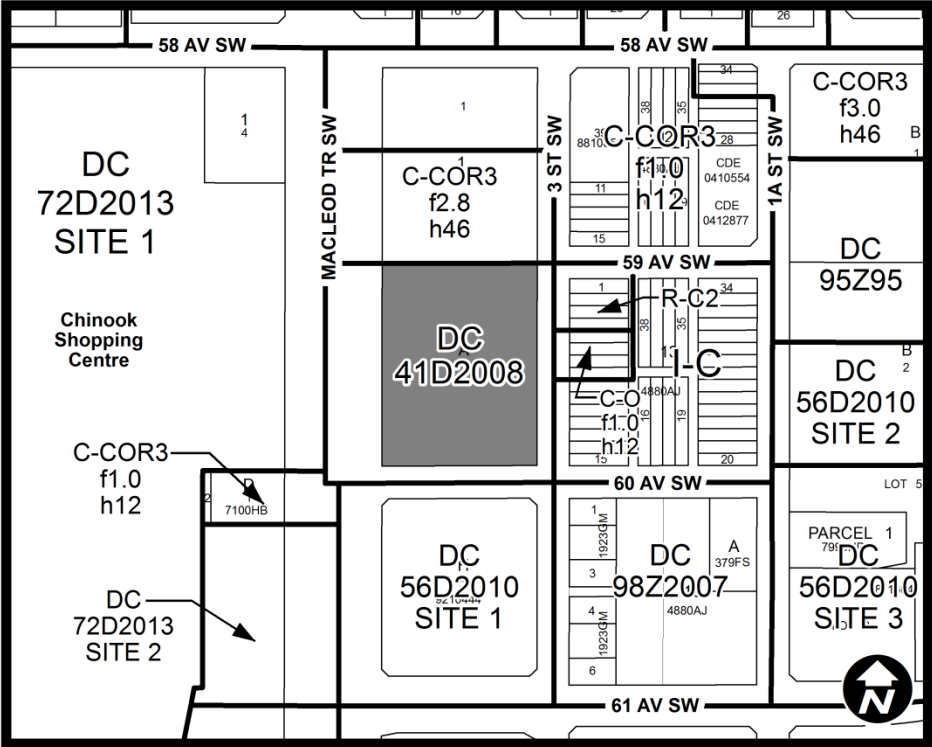 26
58 AV SW
58 AV SW
DC
72D2013
SITE 1
1
4
MACLEOD TR SW
1
1
C-COR3
f2.8
h46
3 ST SW
11
15
38
35
C-COR3
f1.0
h12
34
28
CDE
0410554
CDE
0412877
1A ST SW
C-COR3
f3.0
h46
B
1
DC
95Z95
59 AV SW
Chinook
Shopping
Centre
DC
41D2008
1
R-C2
38
35
34
I-C
4880AJ
C-O
f1.0
h12
15
16
19
20
B
2
DC
56D2010
SITE 2
C-COR3
f1.0
h12
2
7100HB
60 AV SW
DC
56D2010
SITE 1
1
1923GM
3
4
1923GM
6
DC
98Z2007
4880AJ
A
379FS
LOT 5
PARCEL 1
DC
56D2010
SITE 3
DC
72D2013
SITE 2
61 AV SW
N